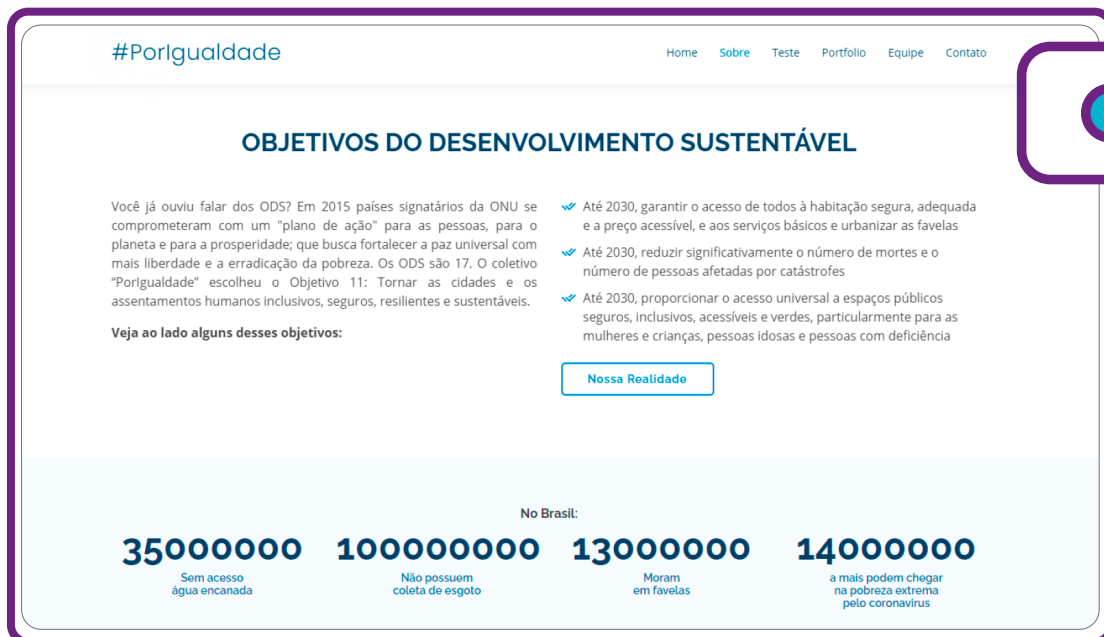 #PorIgualdade
Home Sobre Teste Portfolio Equipe Contato
OBJETIVOS DO DESENVOLVIMENTO SUSTENTÁVEL
Você já ouviu falar dos ODS? Em 2015 países signatários da ONU se
comprometeram com um "plano de ação" para as pessoas, para o
planeta e para a prosperidade; que busca fortalecer a paz universal com
mais liberdade e a erradicação da pobreza. Os ODS são 17. O coletivo
“PorIgualdade” escolheu o Objetivo 11: Tornar as cidades e os
assentamentos humanos inclusivos, seguros, resilientes e sustentáveis.
Veja ao lado alguns desses objetivos:
Até 2030, garantir o acesso de todos à habitação segura, adequada
e a preço acessível, e aos serviços básicos e urbanizar as favelas
Até 2030, reduzir significativamente o número de mortes e o
número de pessoas afetadas por catástrofes
Até 2030, proporcionar o acesso universal a espaços públicos
seguros, inclusivos, acessíveis e verdes, particularmente para as
mulheres e crianças, pessoas idosas e pessoas com deficiência
Nossa Realidade
No Brasil:
35000000
Sem acesso
água encanada
100000000
Não possuem
coleta de esgoto
13000000
Moram
em favelas
14000000
a mais podem chegar
na pobreza extrema
pelo coronavirus